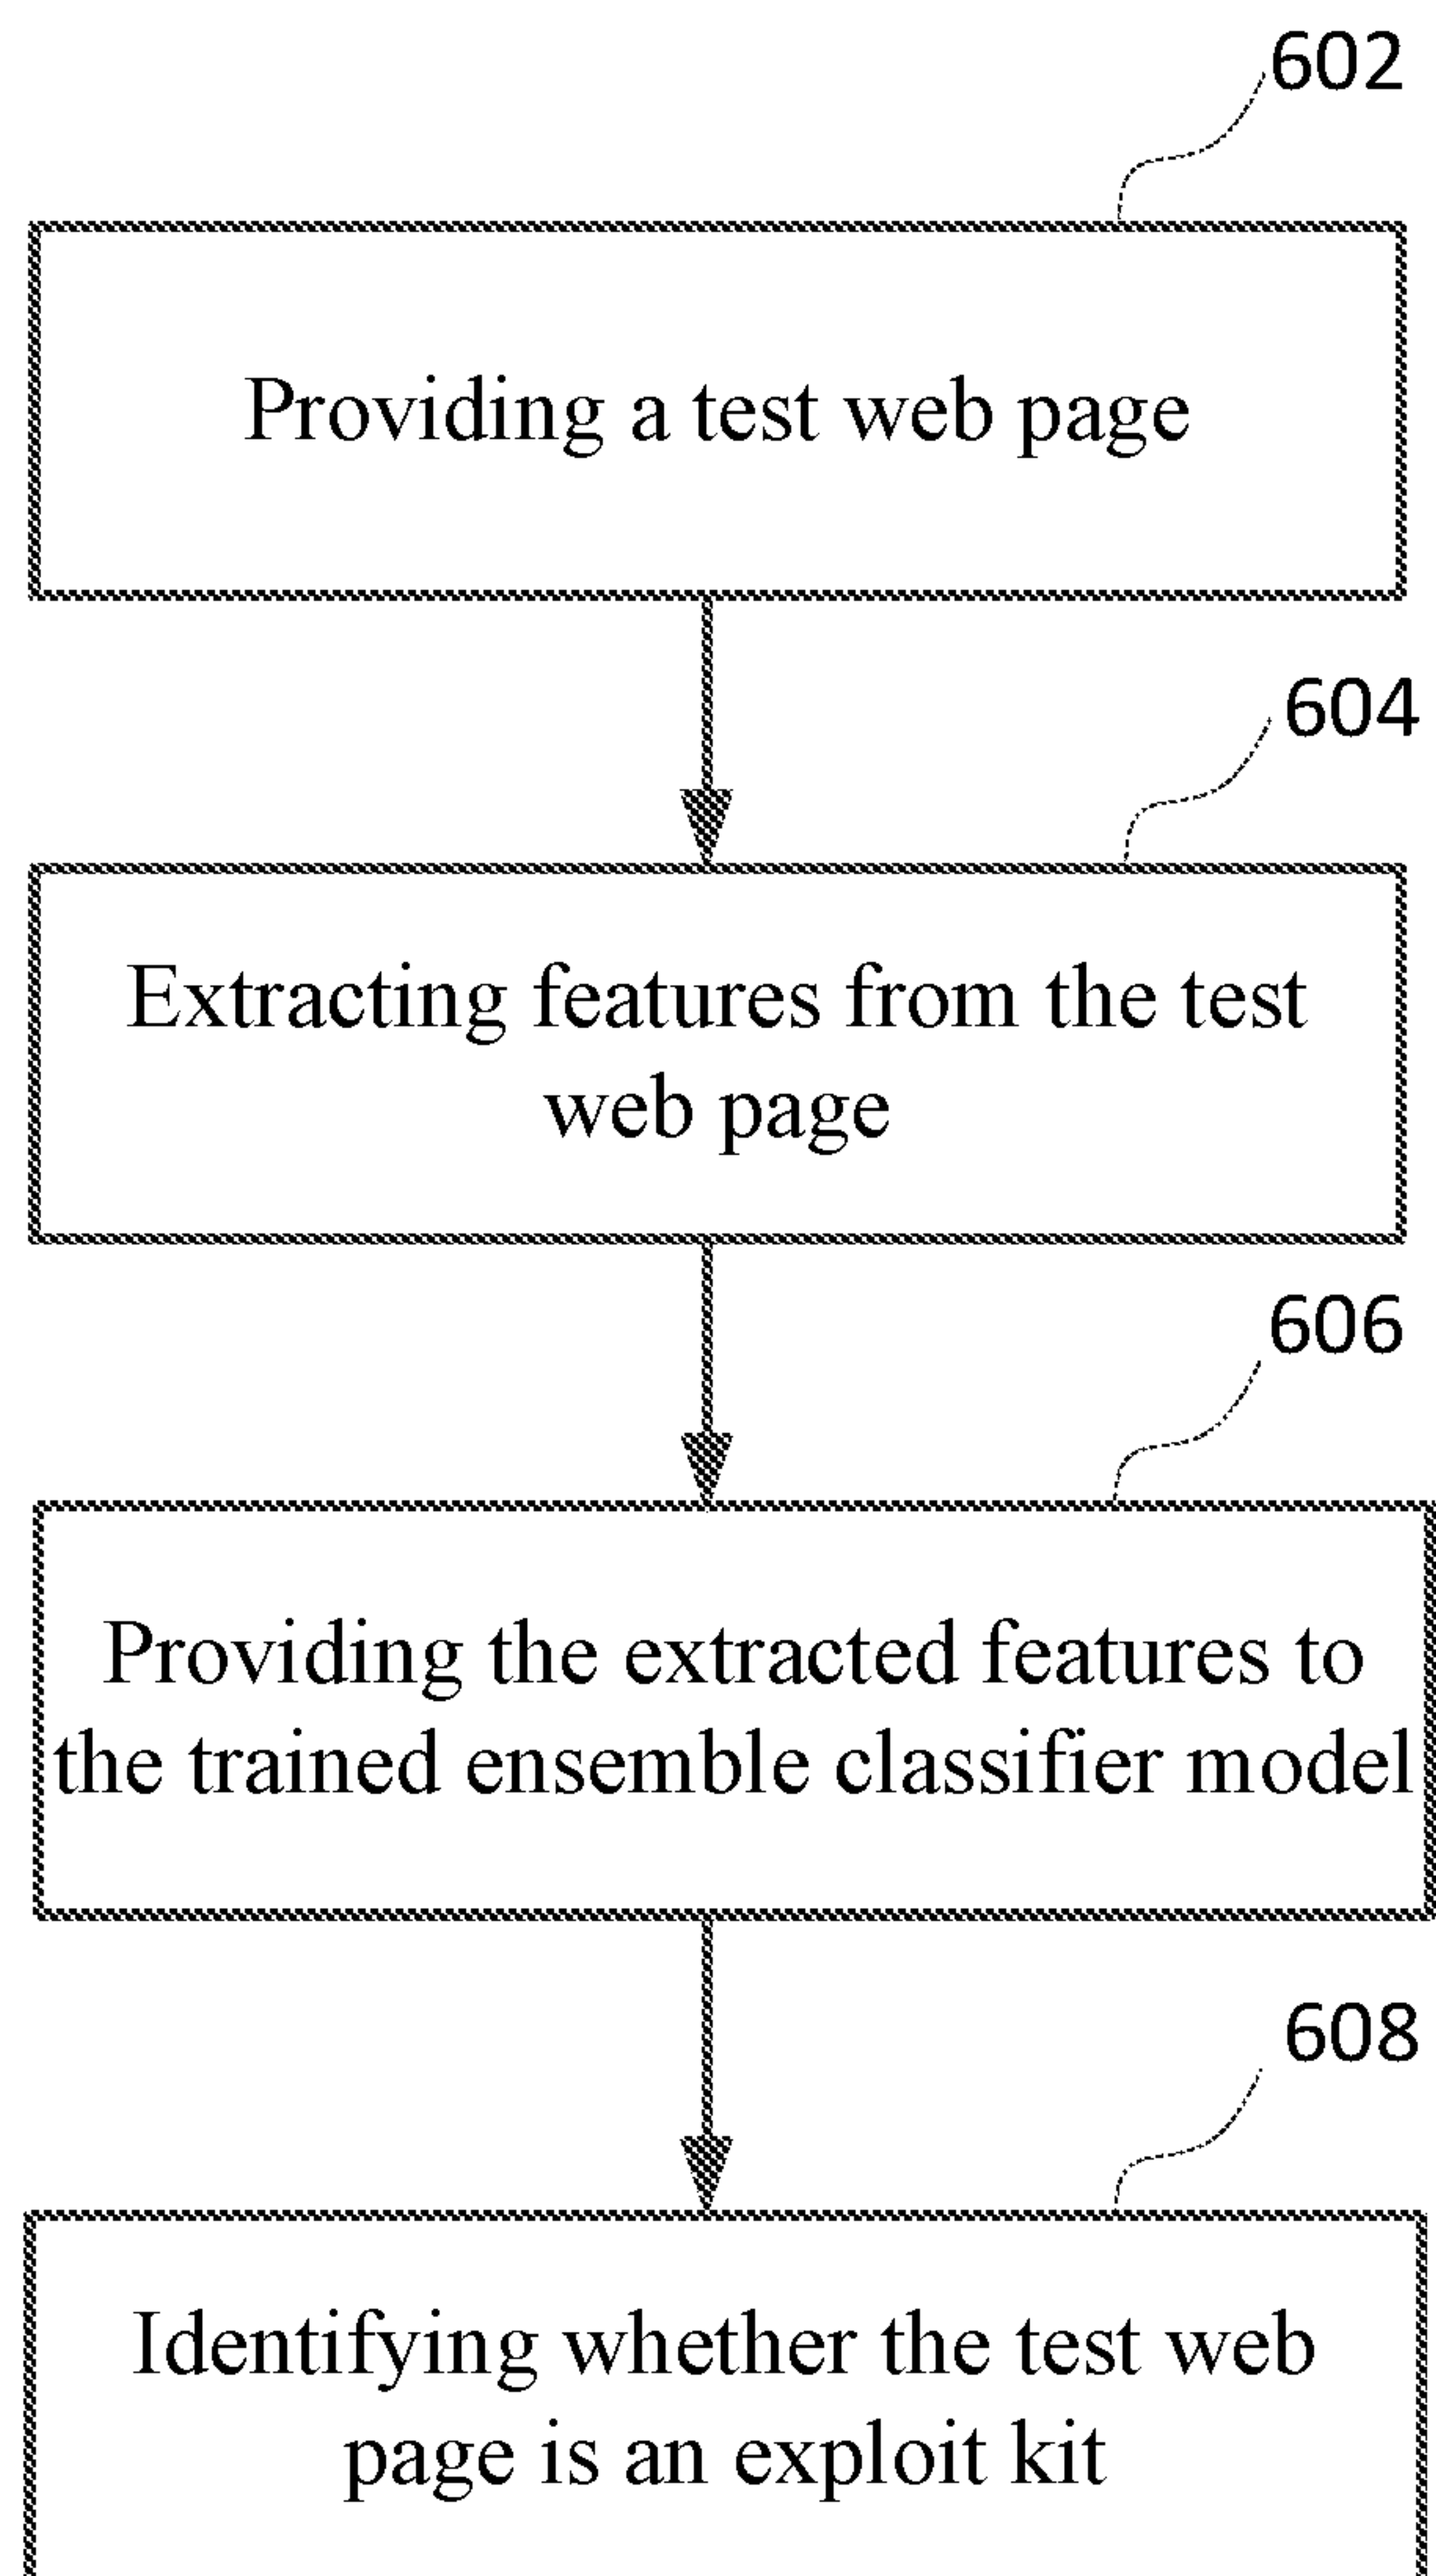 602
Providing a test web page
604
Extracting features from the test
web page
606
Providing the extracted features to
the trained ensemble classifier model
608
Identifying whether the test web
page is an exploit kit